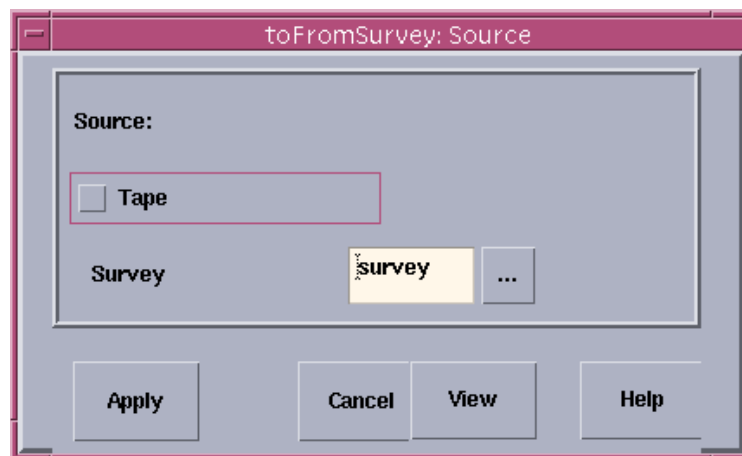 toFromSurvey: Source
Source:
Tape
Survey survey ...
Apply Cancel View Help